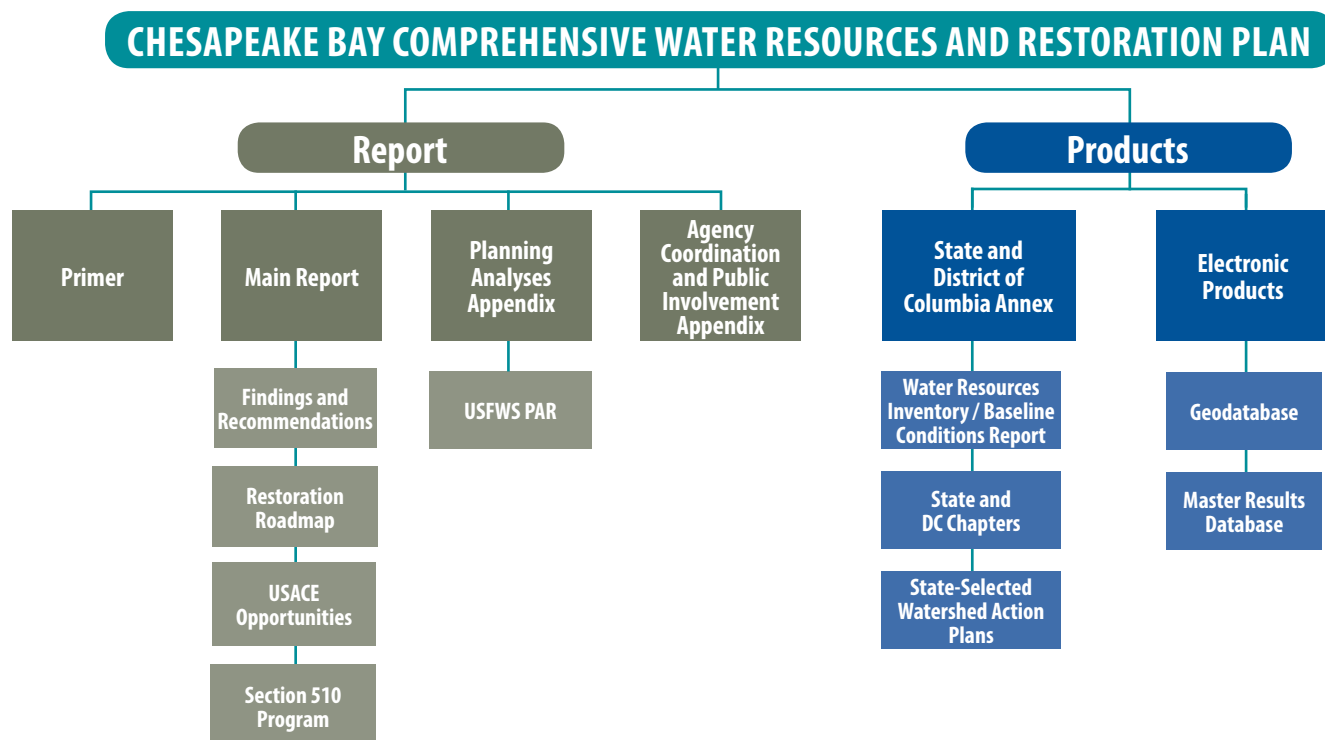 CHESAPEAKE BAY COMPREHENSIVE WATER RESOURCES AND RESTORATION PLAN
Report
Products
Primer
Main Report
Planning
Analyses
Appendix
Agency
Coordination
and Public
Involvement
Appendix
State and
District of
Columbia Annex
Electronic
Products
Findings and
Recommendations
USFWS PAR
Water Resources
Inventory / Baseline
Conditions Report
Geodatabase
Restoration
Roadmap
State and
DC Chapters
Master Results
Database
USACE
Opportunities
State-Selected
Watershed Action
Plans
Section 510
Program